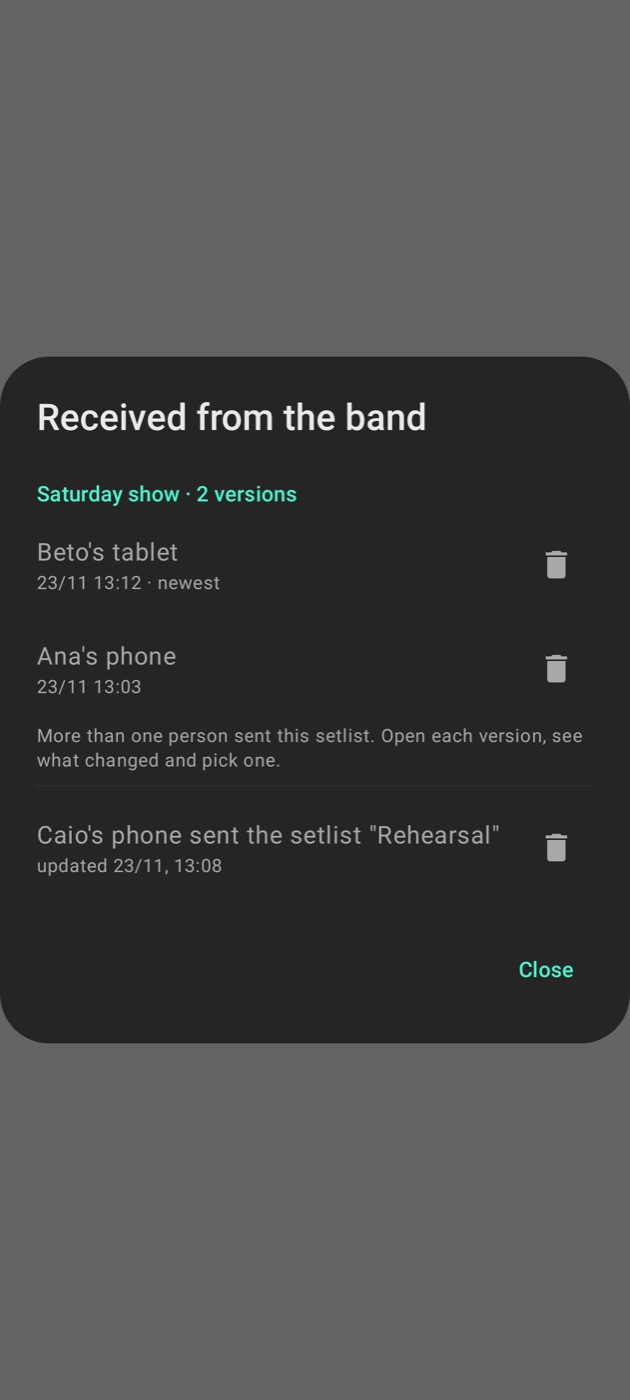 Received from the band
Saturday show · 2 versions
Beto's tablet
23/11 13:12 · newest
Ana's phone
23/11 13:03
More than one person sent this setlist. Open each version, see
what changed and pick one.
Caio's phone sent the setlist "Rehearsal"
updated 23/11, 13:08
Close